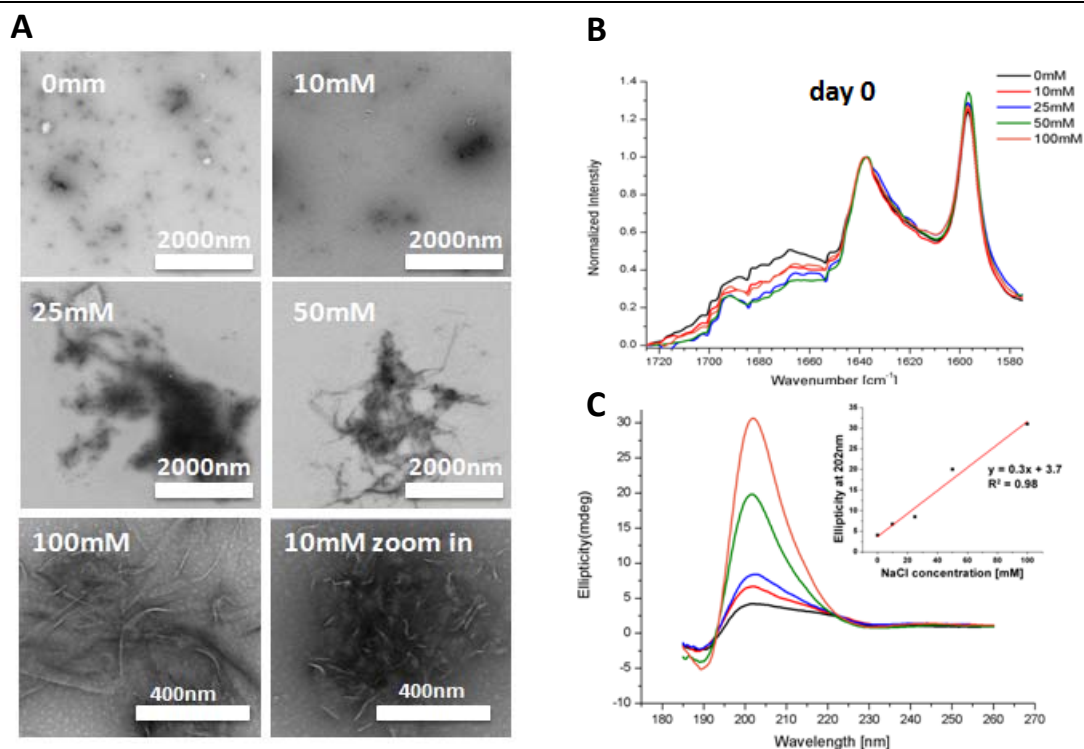 A
0mm
10mM
2000nm
2000nm
25mM
50mM
2000nm
2000nm
100mM
10mM zoom in
400nm
400nm
B
day 0
0mM
10mM
25mM
50mM
100mM
Normalized Intenstiy
1.4
1.2
1.0
0.8
0.6
0.4
0.2
0.0
1720 1700 1680 1660 1640 1620 1600 1580
Wavenumber [cm⁻¹]
C
Ellipticity(mdeg)
30
25
20
15
10
5
0
-5
-10
180 190 200 210 220 230 240 250 260 270
Wavelength [nm]
Ellipticity at 202nm
35
30
25
20
15
10
5
0
y = 0.3x + 3.7
R² = 0.98
0 20 40 60 80 100
NaCl concentration [mM]